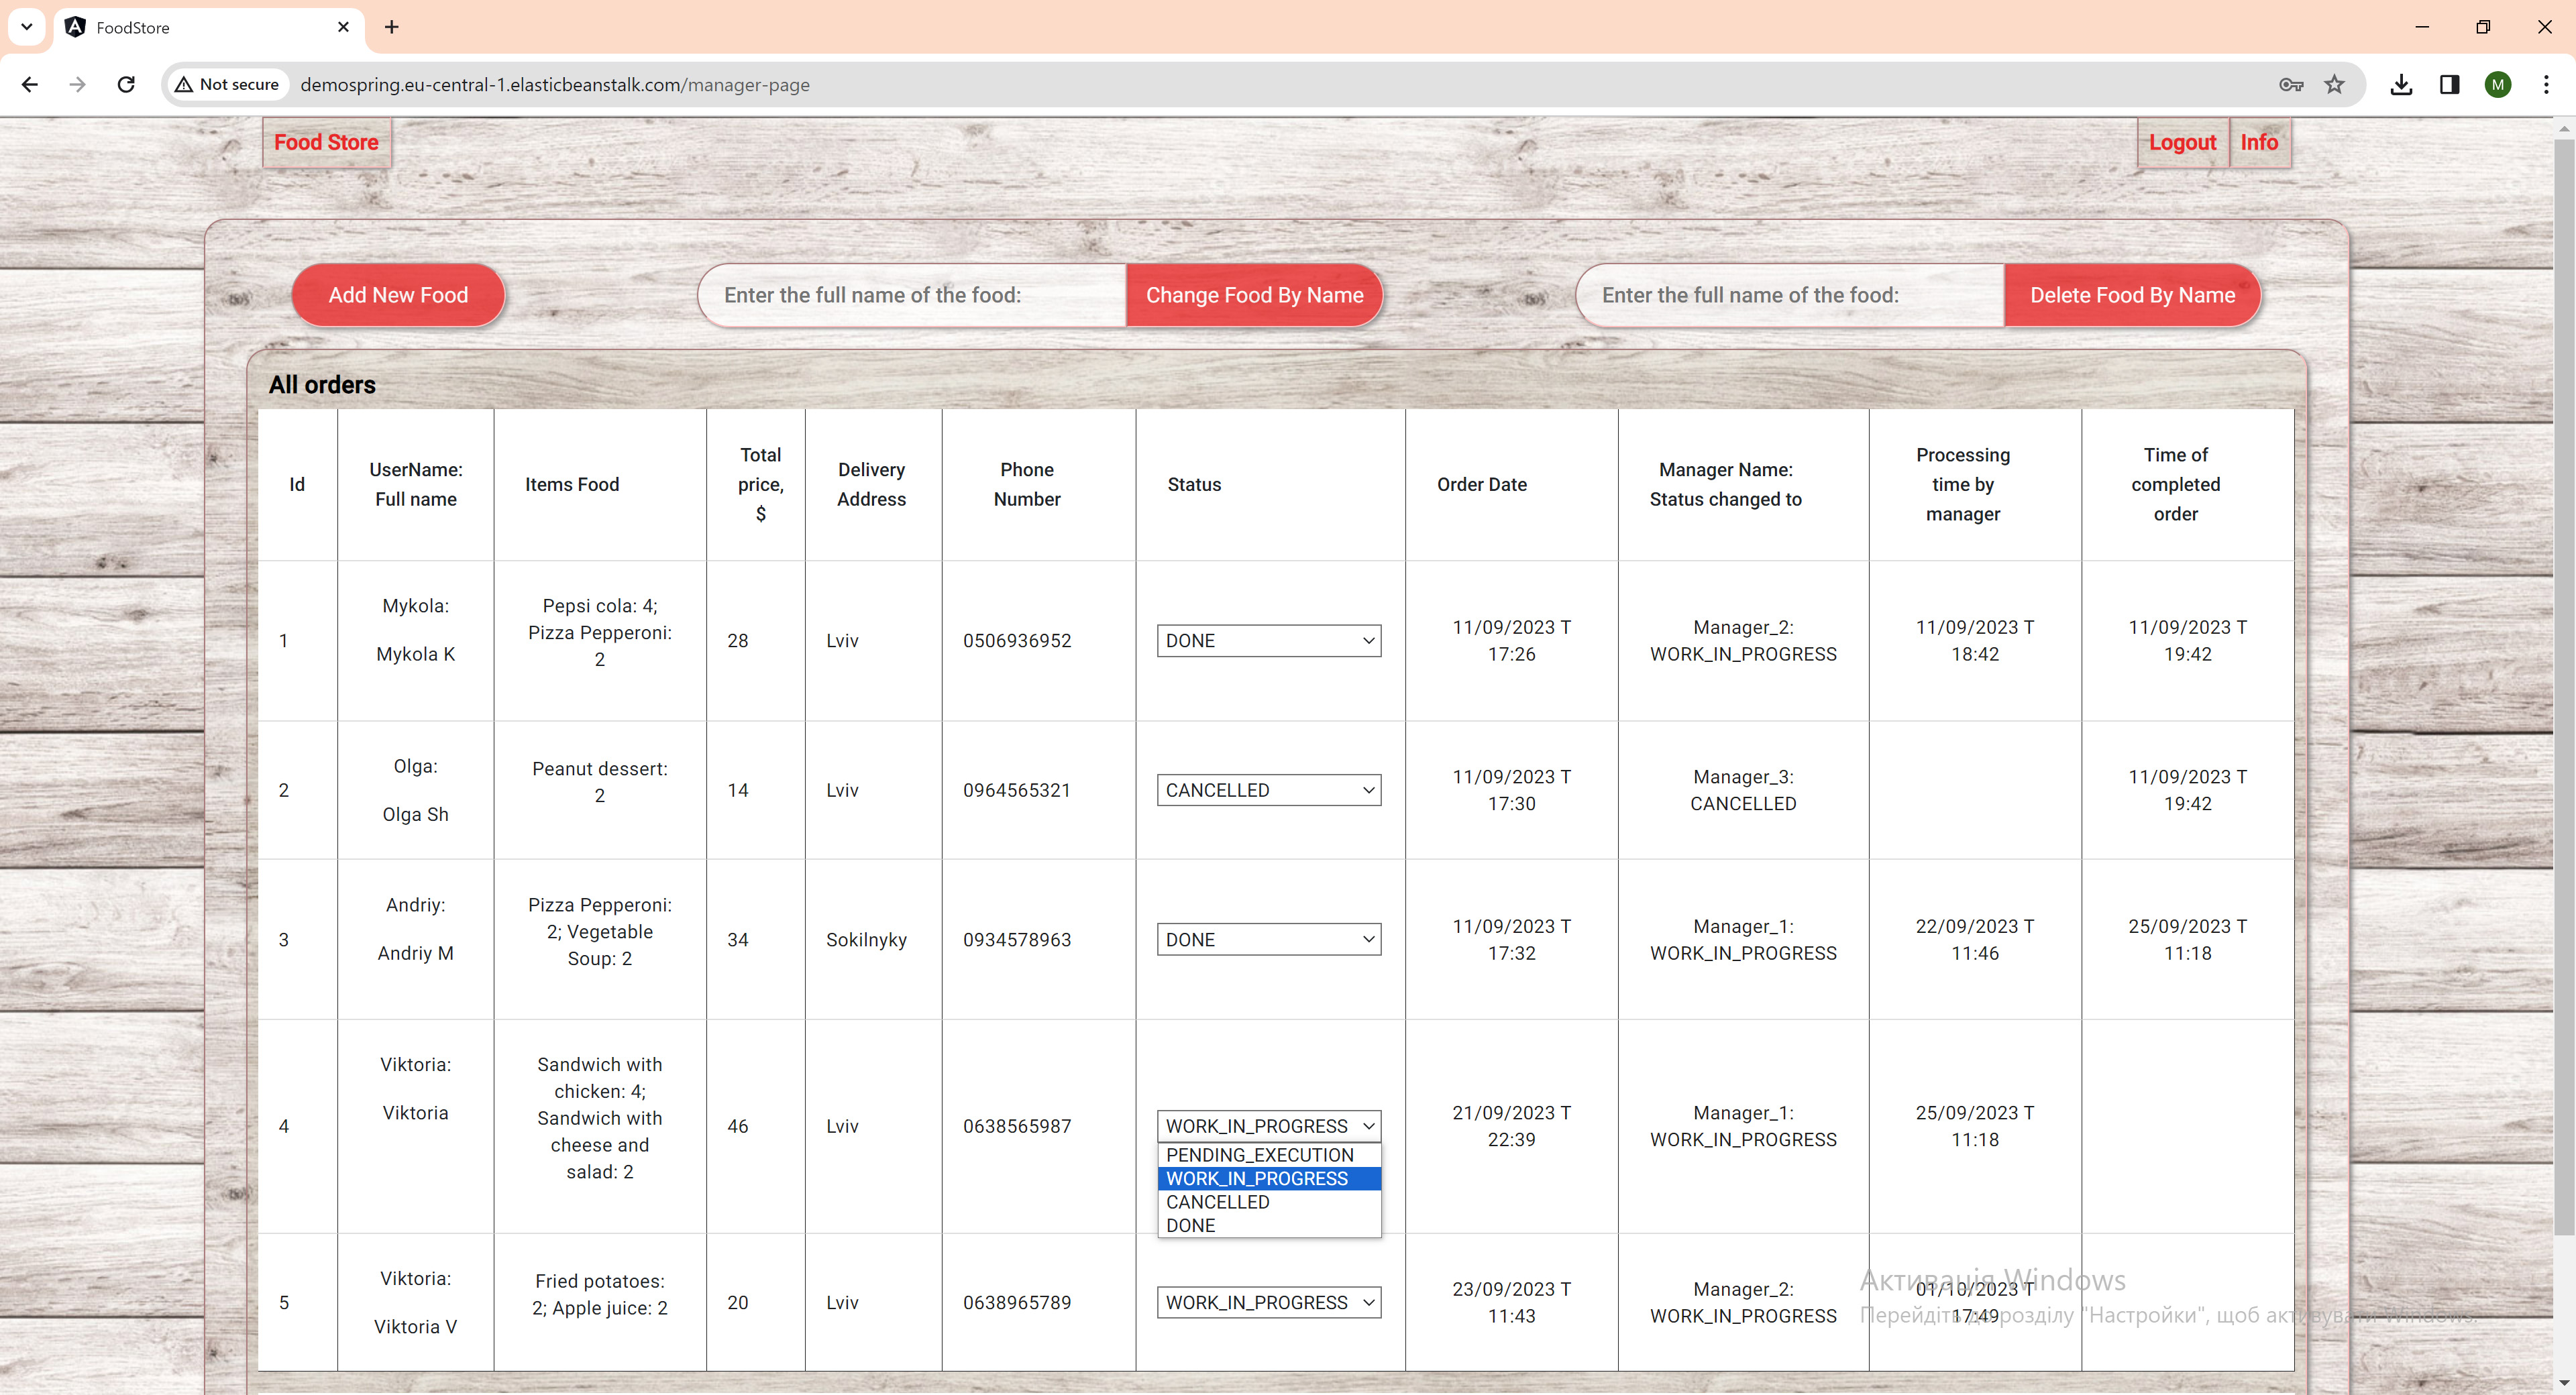 FoodStore
Not secure
demospring.eu-central-1.elasticbeanstalk.com/manager-page
M
Food Store
Logout
Info
Add New Food
Enter the full name of the food:
Change Food By Name
Enter the full name of the food:
Delete Food By Name
All orders
Id
UserName:
Full name
Items Food
Total
price,
$
Delivery
Address
Phone
Number
Status
Order Date
Manager Name:
Status changed to
Processing
time by
manager
Time of
completed
order
1
Mykola:
Mykola K
Pepsi cola: 4;
Pizza Pepperoni:
2
28
Lviv
0506936952
DONE
11/09/2023 T
17:26
Manager_2:
WORK_IN_PROGRESS
11/09/2023 T
18:42
11/09/2023 T
19:42
2
Olga:
Olga Sh
Peanut dessert:
2
14
Lviv
0964565321
CANCELLED
11/09/2023 T
17:30
Manager_3:
CANCELLED
11/09/2023 T
19:42
3
Andriy:
Andriy M
Pizza Pepperoni:
2; Vegetable
Soup: 2
34
Sokilnyky
0934578963
DONE
11/09/2023 T
17:32
Manager_1:
WORK_IN_PROGRESS
22/09/2023 T
11:46
25/09/2023 T
11:18
4
Viktoria:
Viktoria
Sandwich with
chicken: 4;
Sandwich with
cheese and
salad: 2
46
Lviv
0638565987
WORK_IN_PROGRESS
PENDING_EXECUTION
WORK_IN_PROGRESS
CANCELLED
DONE
21/09/2023 T
22:39
Manager_1:
WORK_IN_PROGRESS
25/09/2023 T
11:18
5
Viktoria:
Viktoria V
Fried potatoes:
2; Apple juice: 2
20
Lviv
0638965789
WORK_IN_PROGRESS
23/09/2023 T
11:43
Manager_2:
WORK_IN_PROGRESS
01/10/2023 T
17:49
Активація Windows
Перейдіть до розділу "Настройки", щоб активувати Windows.